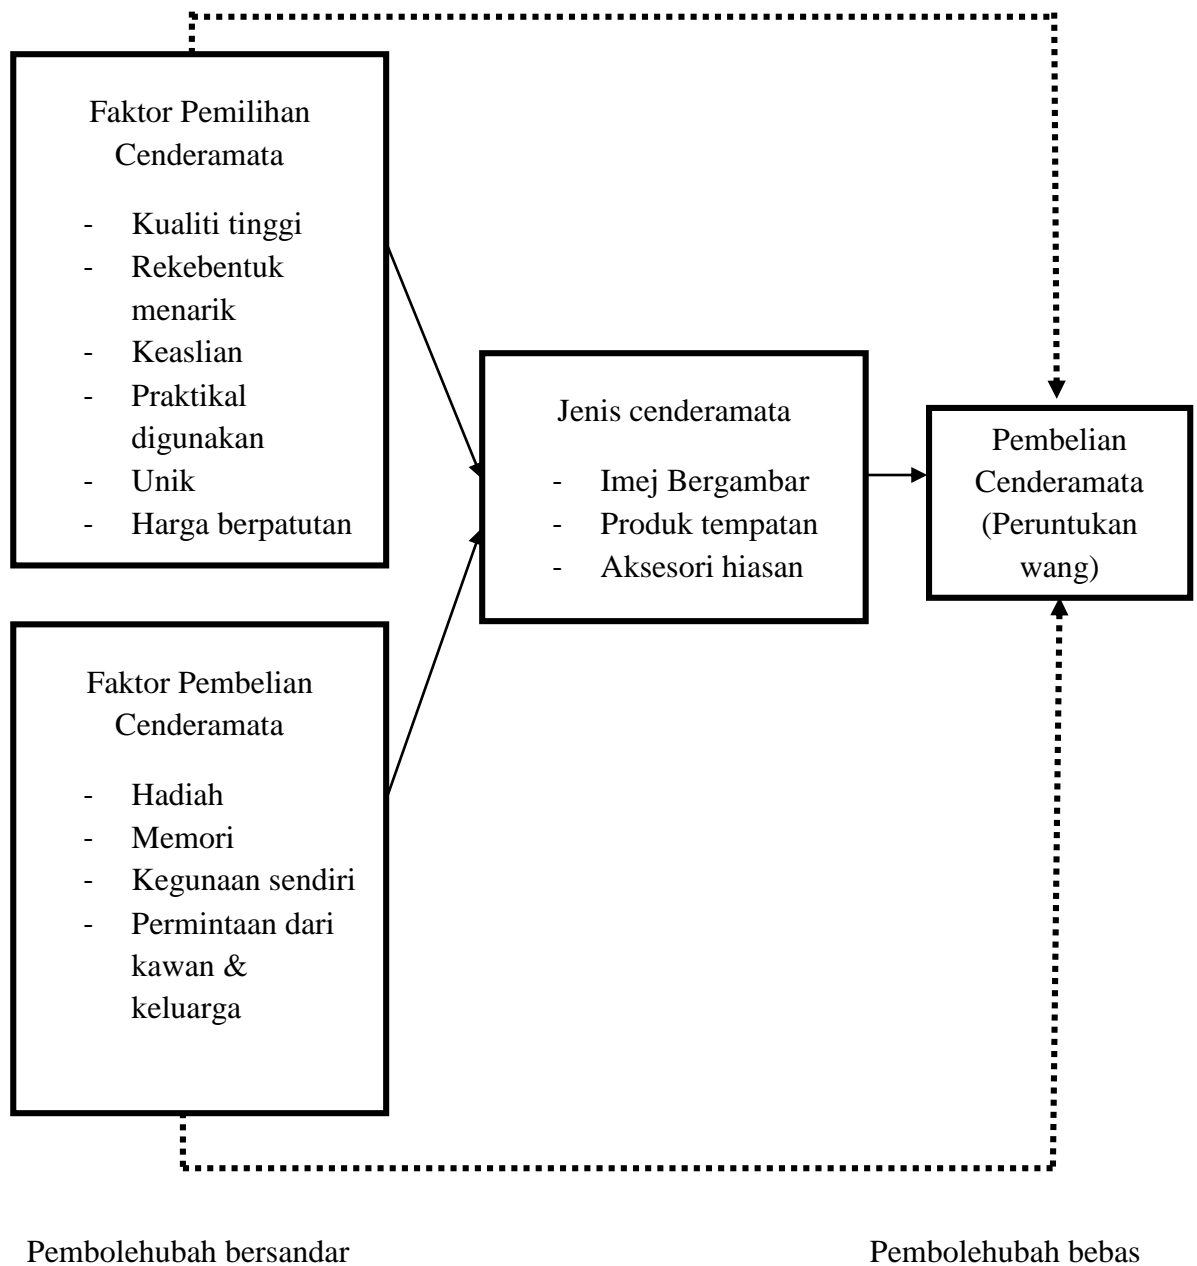 Faktor Pemilihan
Cenderamata
- Kualiti tinggi
- Rekebentuk
menarik
- Keaslian
- Praktikal
digunakan
- Unik
- Harga berpatutan
Jenis cenderamata
- Imej Bergambar
- Produk tempatan
- Aksesori hiasan
Pembelian
Cenderamata
(Peruntukan
wang)
Faktor Pembelian
Cenderamata
- Hadiah
- Memori
- Kegunaan sendiri
- Permintaan dari
kawan &
keluarga
Pembolehubah bersandar
Pembolehubah bebas